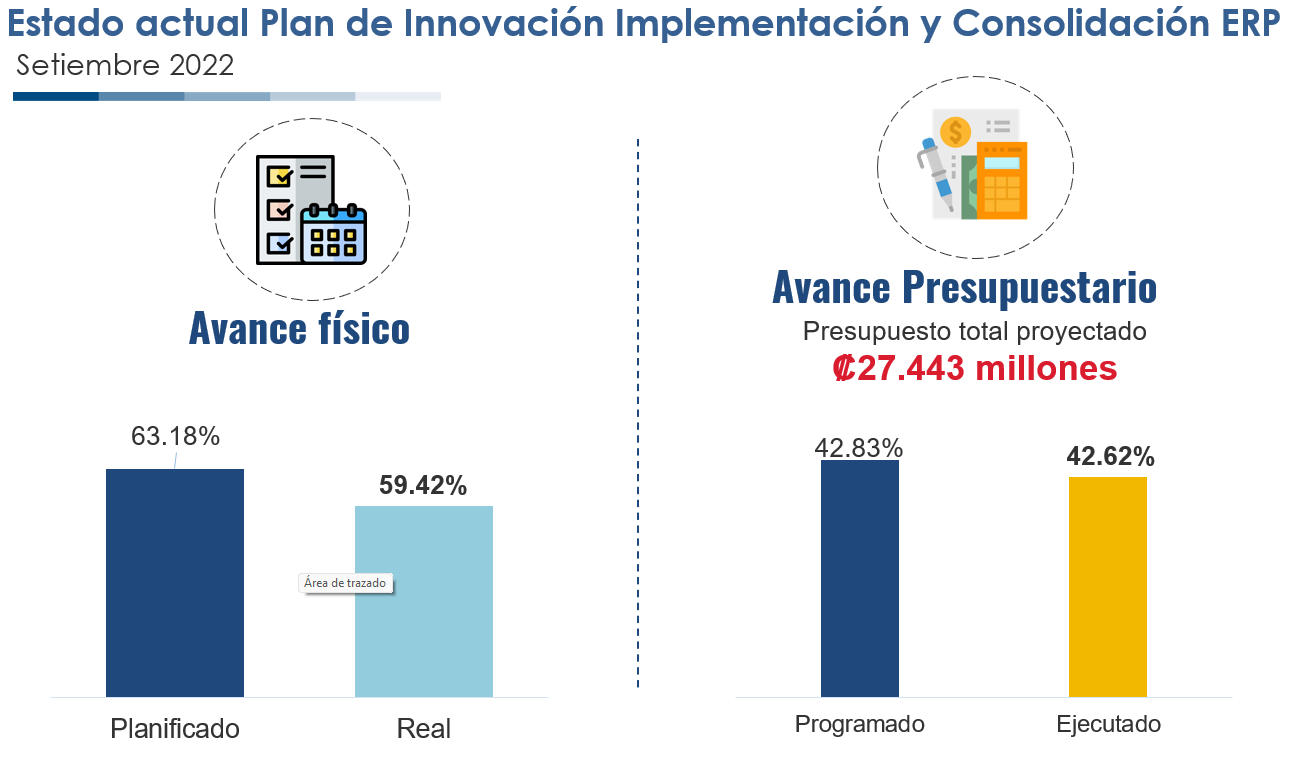 Estado actual Plan de Innovación Implementación y Consolidación ERP
Setiembre 2022
Avance físico
63.18%
59.42%
Área de trazado
Planificado
Real
Avance Presupuestario
Presupuesto total proyectado
₡27.443 millones
42.83%
42.62%
Programado
Ejecutado